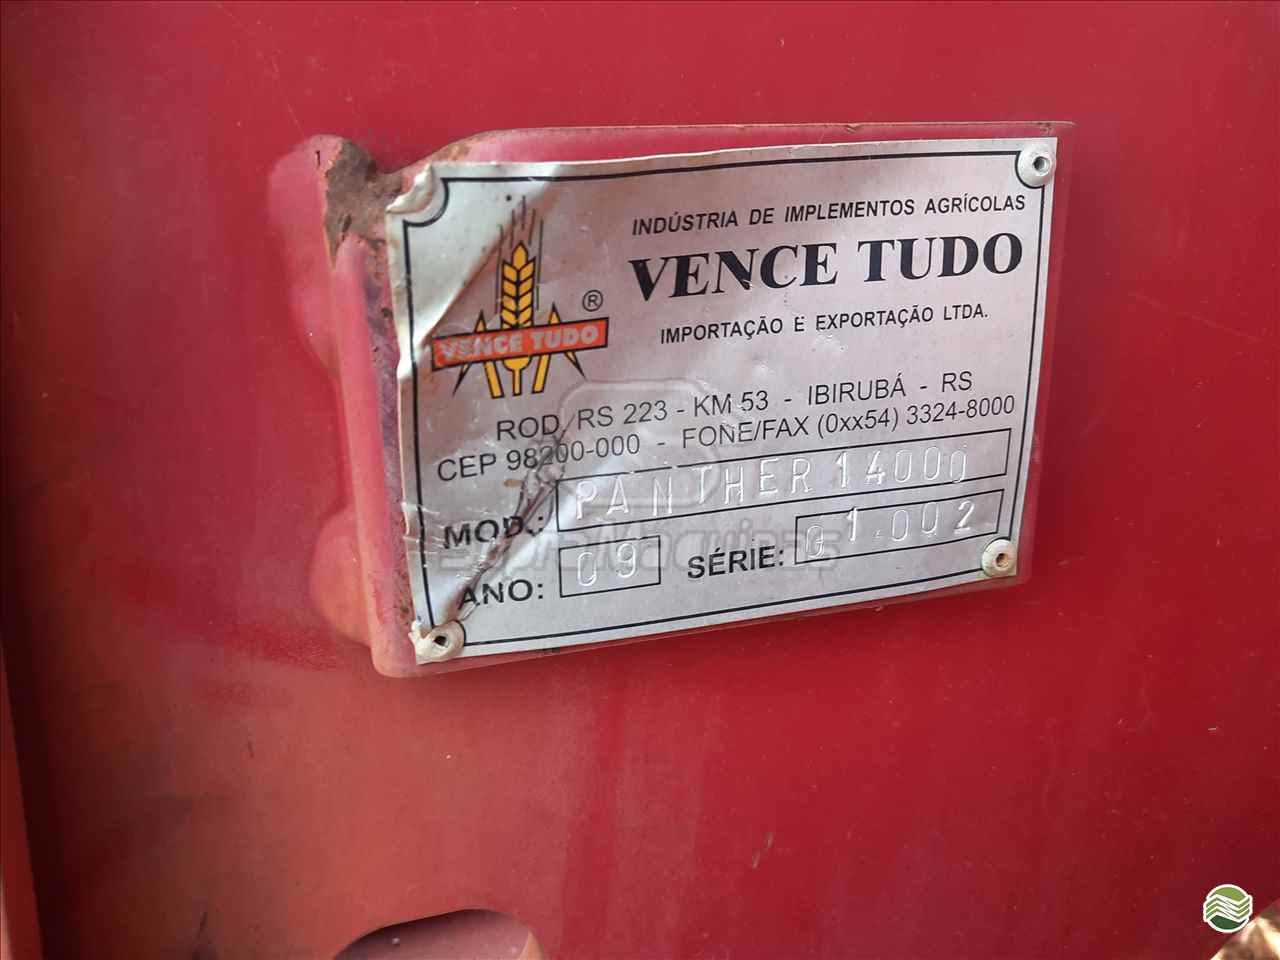 INDÚSTRIA DE IMPLEMENTOS AGRÍCOLAS
VENCE TUDO
IMPORTAÇÃO E EXPORTAÇÃO LTDA.
®
VENCE TUDO
ROD/RS 223 - KM 53 - IBIRUBÁ - RS
CEP 98200-000 - FONE/FAX (0xx54) 3324-8000
MOD.: PANTHER 14000
ANO: 09 SÉRIE: 01.002